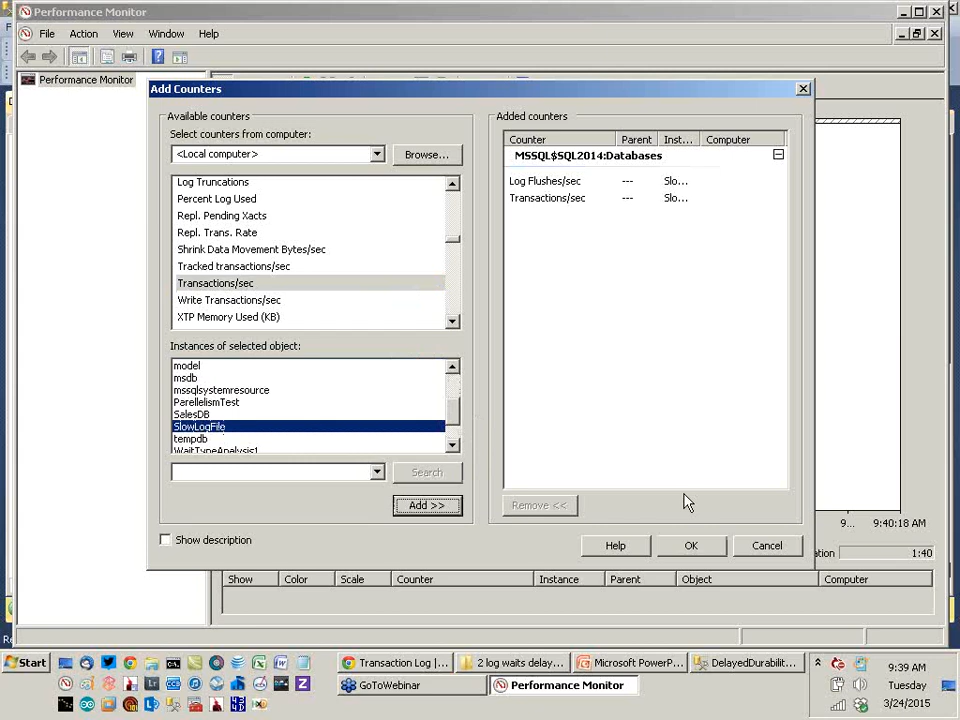 Performance Monitor
File Action View Window Help
Performance Monitor
Add Counters
Available counters
Select counters from computer:
<Local computer>
Browse...
Log Truncations
Percent Log Used
Repl. Pending Xacts
Repl. Trans. Rate
Shrink Data Movement Bytes/sec
Tracked transactions/sec
Transactions/sec
Write Transactions/sec
XTP Memory Used (KB)
Instances of selected object:
model
msdb
mssqlsystemresource
ParellelismTest
SalesDB
SlowLogFile
tempdb
WaitTypeAnalysis1
Search
Add >>
Show description
Added counters
Counter Parent Inst... Computer
MSSQL$SQL2014:Databases
Log Flushes/sec --- Slo...
Transactions/sec --- Slo...
Remove <<
Help OK Cancel
9... 9:40:18 AM
1:40
Show Color Scale Counter Instance Parent Object Computer
Start
Transaction Log |...
2 log waits delay...
Microsoft PowerP...
DelayedDurabilit...
GoToWebinar
Performance Monitor
9:39 AM
Tuesday
3/24/2015